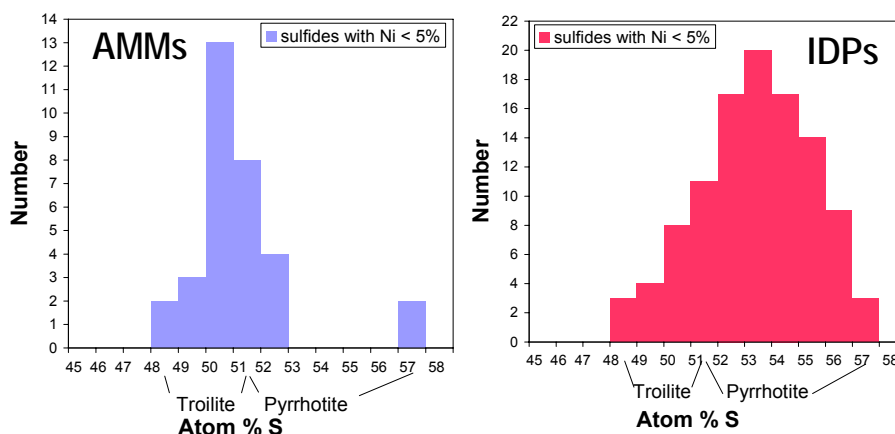 AMMs
sulfides with Ni < 5%
Number
14
13
12
11
10
9
8
7
6
5
4
3
2
1
0
45 46 47 48 49 50 51 52 53 54 55 56 57 58
Troilite Pyrrhotite
Atom % S
IDPs
sulfides with Ni < 5%
Number
22
20
18
16
14
12
10
8
6
4
2
0
45 46 47 48 49 50 51 52 53 54 55 56 57 58
Troilite Pyrrhotite
Atom % S